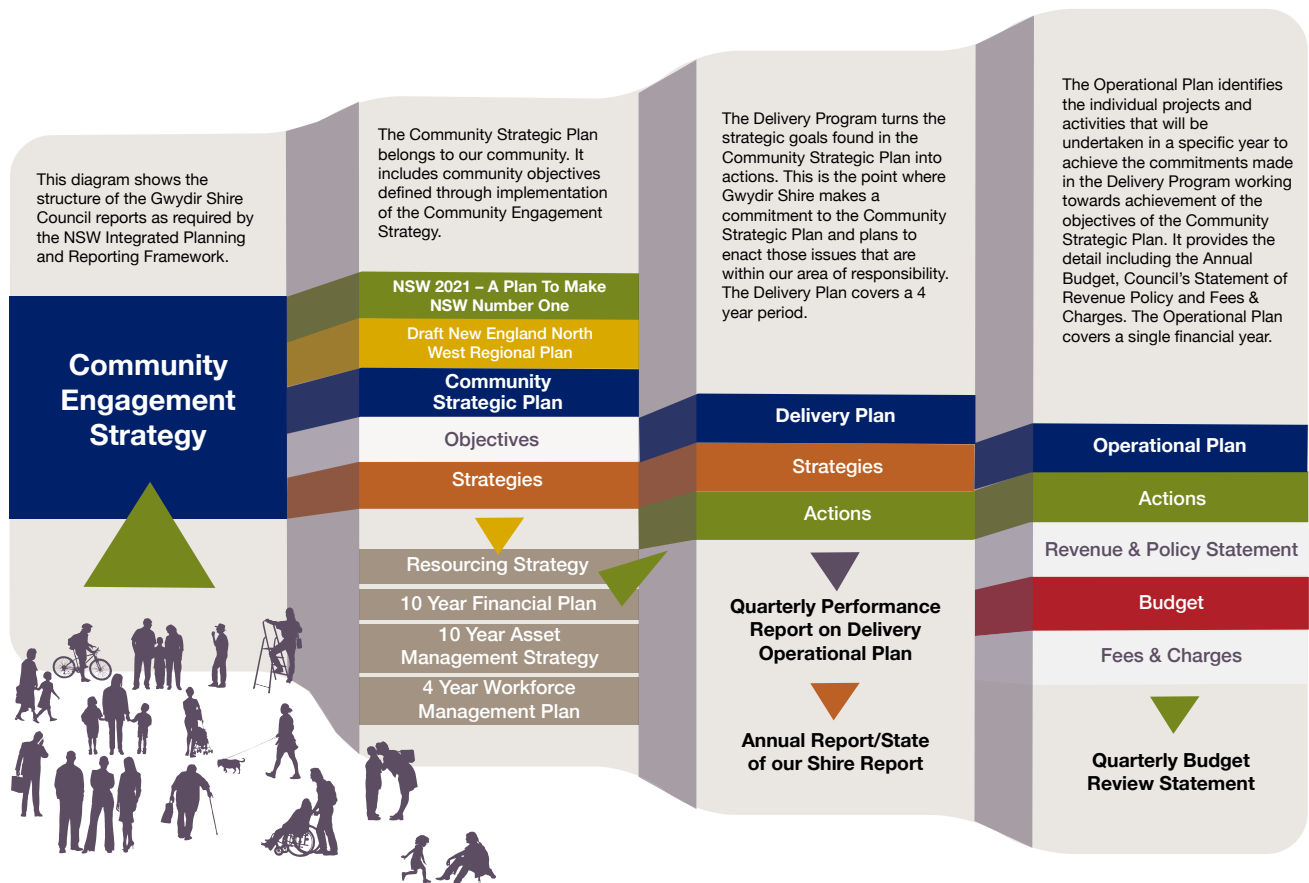 This diagram shows the
structure of the Gwydir Shire
Council reports as required by
the NSW Integrated Planning
and Reporting Framework.
Community
Engagement
Strategy
The Community Strategic Plan
belongs to our community. It
includes community objectives
defined through implementation
of the Community Engagement
Strategy.
NSW 2021 – A Plan To Make
NSW Number One
Draft New England North
West Regional Plan
Community
Strategic Plan
Objectives
Strategies
Resourcing Strategy
10 Year Financial Plan
10 Year Asset
Management Strategy
4 Year Workforce
Management Plan
The Delivery Program turns the
strategic goals found in the
Community Strategic Plan into
actions. This is the point where
Gwydir Shire makes a
commitment to the Community
Strategic Plan and plans to
enact those issues that are
within our area of responsibility.
The Delivery Plan covers a 4
year period.
Delivery Plan
Strategies
Actions
Quarterly Performance
Report on Delivery
Operational Plan
Annual Report/State
of our Shire Report
The Operational Plan identifies
the individual projects and
activities that will be
undertaken in a specific year to
achieve the commitments made
in the Delivery Program working
towards achievement of the
objectives of the Community
Strategic Plan. It provides the
detail including the Annual
Budget, Council's Statement of
Revenue Policy and Fees &
Charges. The Operational Plan
covers a single financial year.
Operational Plan
Actions
Revenue & Policy Statement
Budget
Fees & Charges
Quarterly Budget
Review Statement